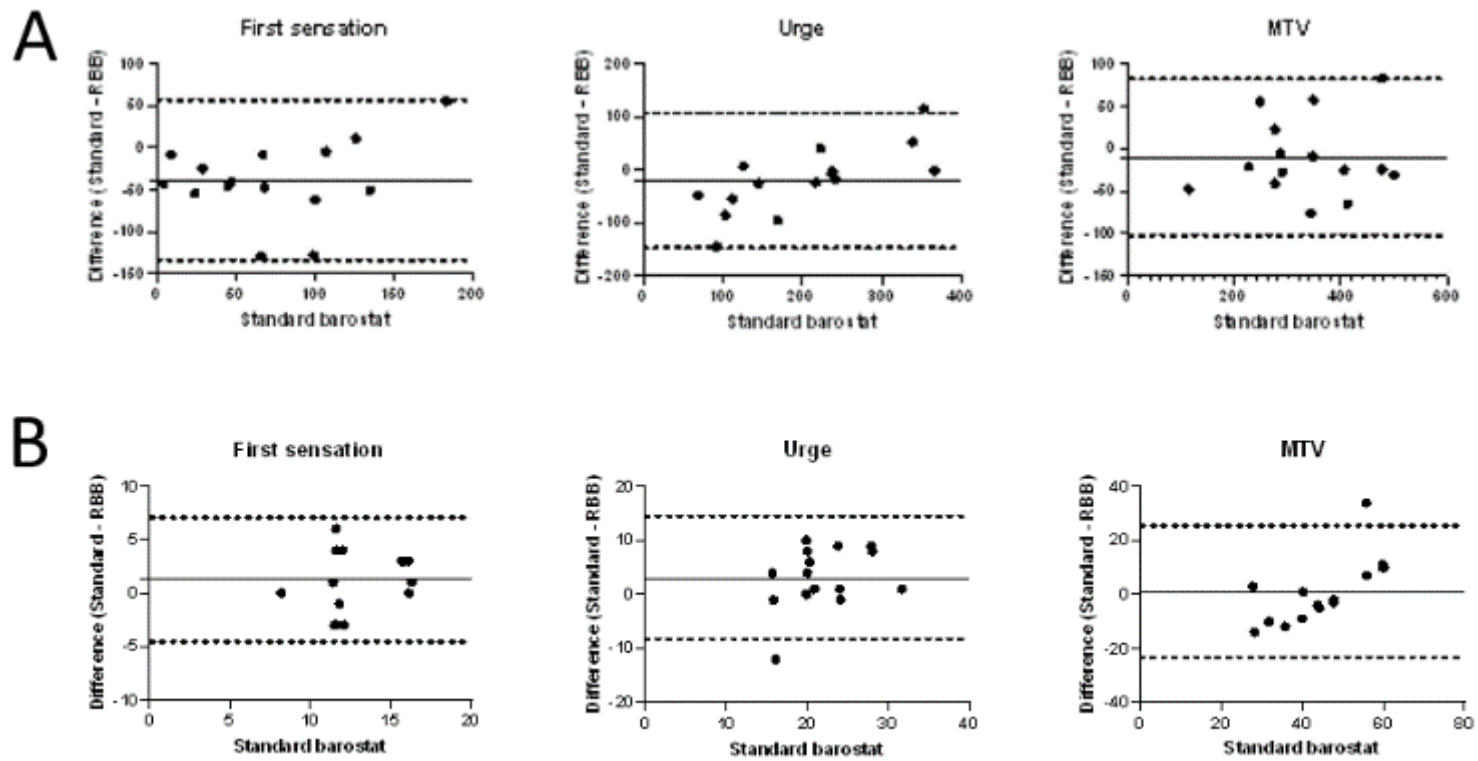 A
First sensation
Difference (Standard - RBB)
100
50
0
-50
-100
-150
0 50 100 150 200
Standard barostat
Urge
Difference (Standard - RBB)
200
100
0
-100
-200
0 100 200 300 400
Standard barostat
MTV
Difference (Standard - RBB)
100
50
0
-50
-100
-150
0 200 400 600
Standard barostat
B
First sensation
Difference (Standard - RBB)
10
5
0
-5
-10
0 5 10 15 20
Standard barostat
Urge
Difference (Standard - RBB)
20
10
0
-10
-20
0 10 20 30 40
Standard barostat
MTV
Difference (Standard - RBB)
40
20
0
-20
-40
0 20 40 60 80
Standard barostat